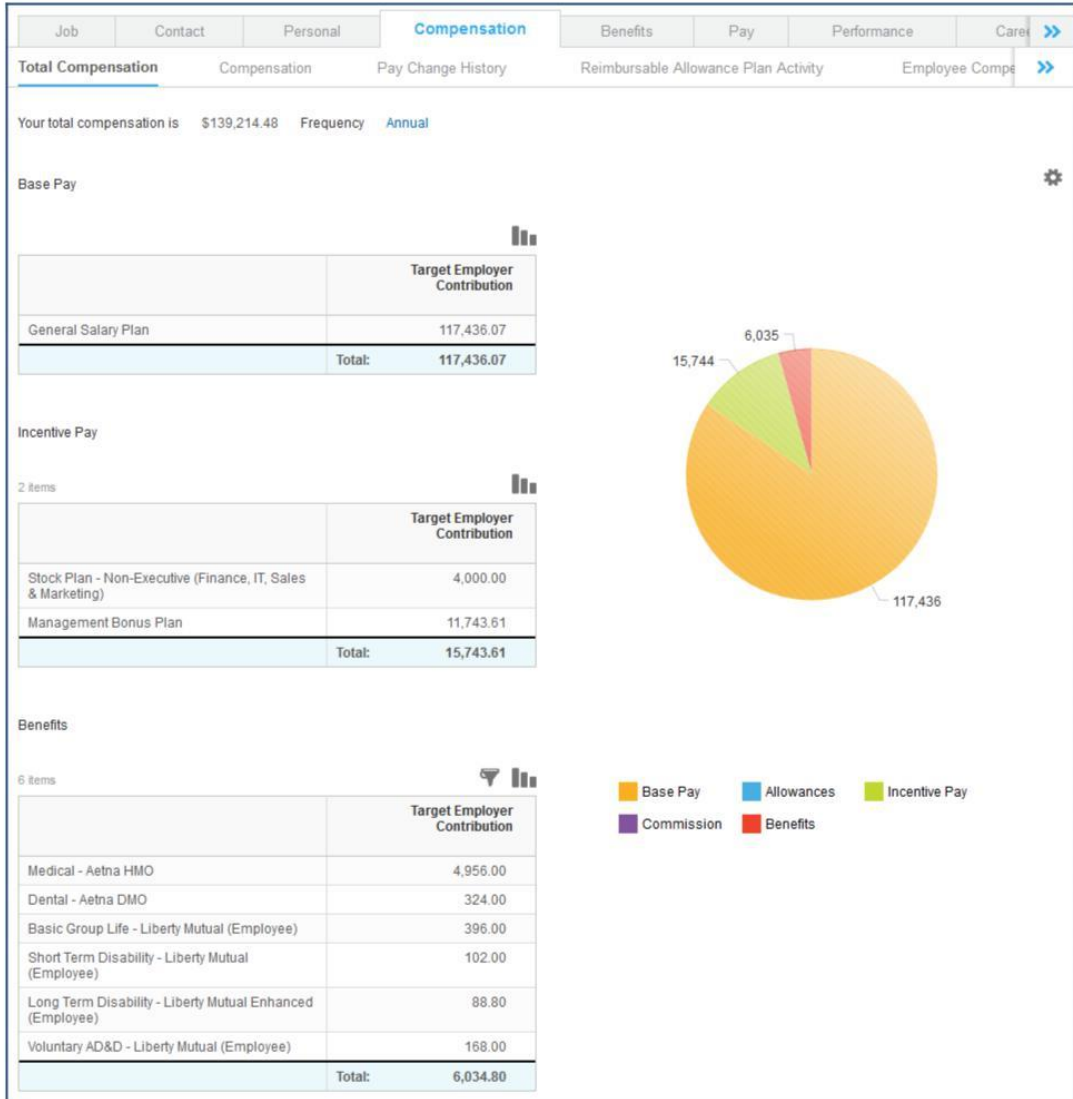 Job Contact Personal Compensation Benefits Pay Performance
Total Compensation Compensation Pay Change History Reimbursable Allowance Plan Activity Employee
Your total compensation is $139,214.48 Frequency Annual
Base Pay
Target Employer
Contribution
General Salary Plan 117,436.07
Total: 117,436.07
Incentive Pay
2 items
Target Employer
Contribution
Stock Plan - Non-Executive (Finance, IT, Sales
& Marketing) 4,000.00
Management Bonus Plan 11,743.61
Total: 15,743.61
Benefits
6 items
Target Employer
Contribution
Medical - Aetna HMO 4,956.00
Dental - Aetna DMO 324.00
Basic Group Life - Liberty Mutual (Employee) 396.00
Short Term Disability - Liberty Mutual
(Employee) 102.00
Long Term Disability - Liberty Mutual Enhanced
(Employee) 88.80
Voluntary AD&D - Liberty Mutual (Employee) 168.00
Total: 6,034.80
6,035
15,744
117,436
Base Pay Allowances Incentive Pay
Commission Benefits